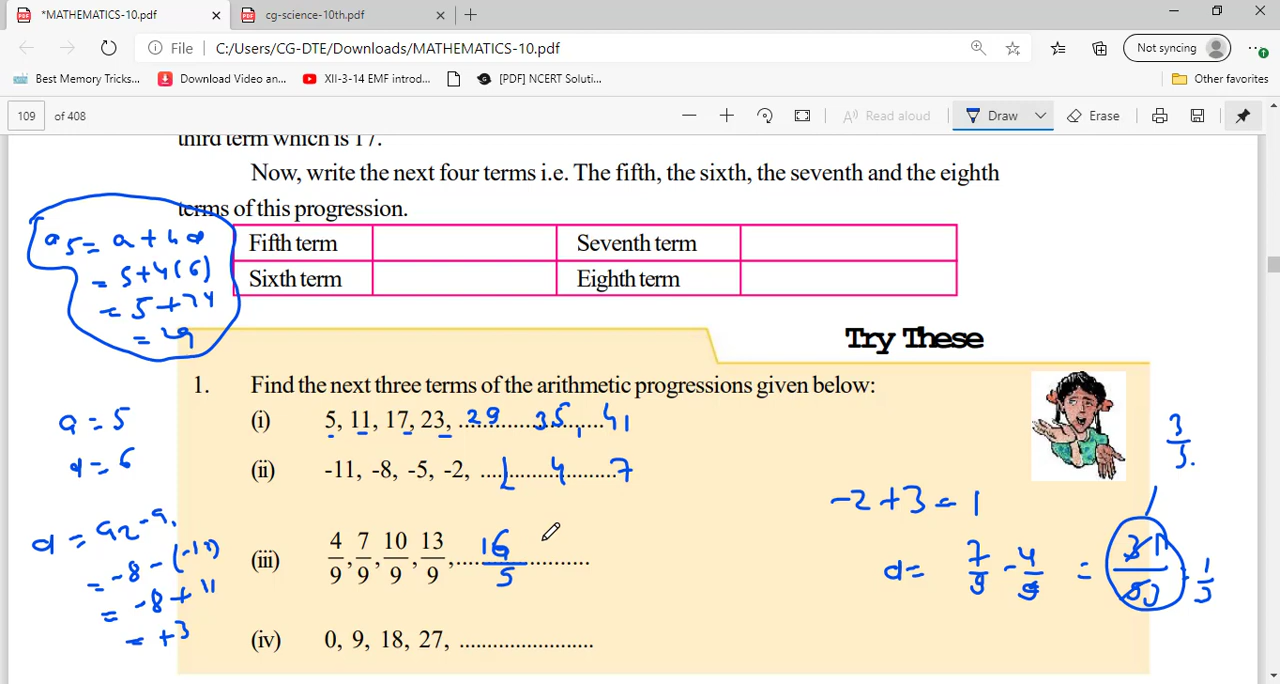 *MATHEMATICS-10.pdf
cg-science-10th.pdf
File
C:/Users/CG-DTE/Downloads/MATHEMATICS-10.pdf
Not syncing
Best Memory Tricks...
Download Video an...
XII-3-14 EMF introd...
[PDF] NCERT Soluti...
Other favorites
109 of 408
Read aloud
Draw
Erase
third term which is 17.
Now, write the next four terms i.e. The fifth, the sixth, the seventh and the eighth
terms of this progression.
Fifth term
Seventh term
Sixth term
Eighth term
a5 = a + 4d
= 5 + 4(6)
= 5 + 24
= 29
Try These
1. Find the next three terms of the arithmetic progressions given below:
(i) 5, 11, 17, 23, ...29...35,...41
(ii) -11, -8, -5, -2, ....1...4...7
(iii) 4/9, 7/9, 10/9, 13/9, ....16/9...
(iv) 0, 9, 18, 27, ........................
a = 5
d = 6
d = a2 - a1
= -8 - (-11)
= -8 + 11
= +3
-2 + 3 = 1
d = 7/9 - 4/9 =